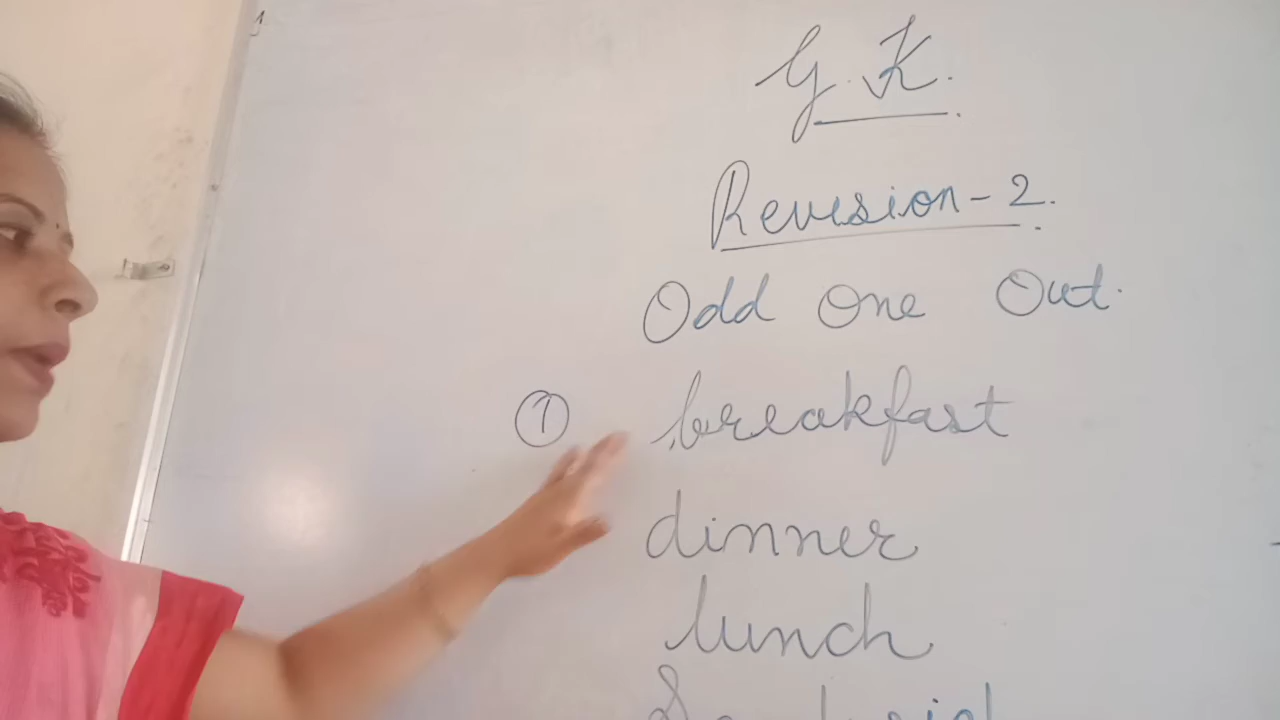 G.K.
Revision-2.
Odd One Out.
① breakfast
dinner
lunch